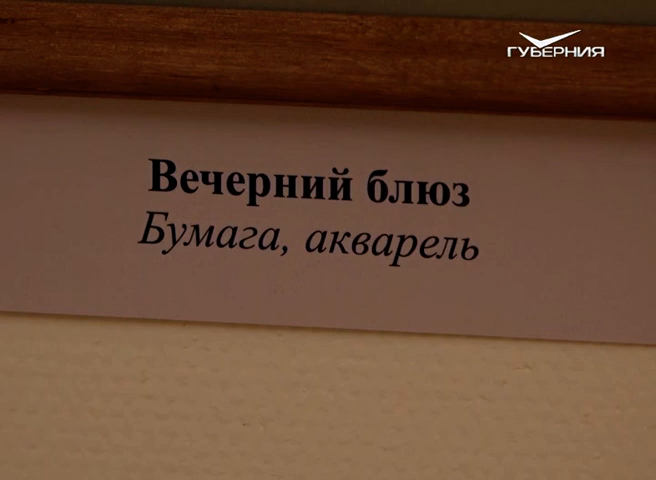 ГУБЕРНИЯ
Вечерний блюз
Бумага, акварель